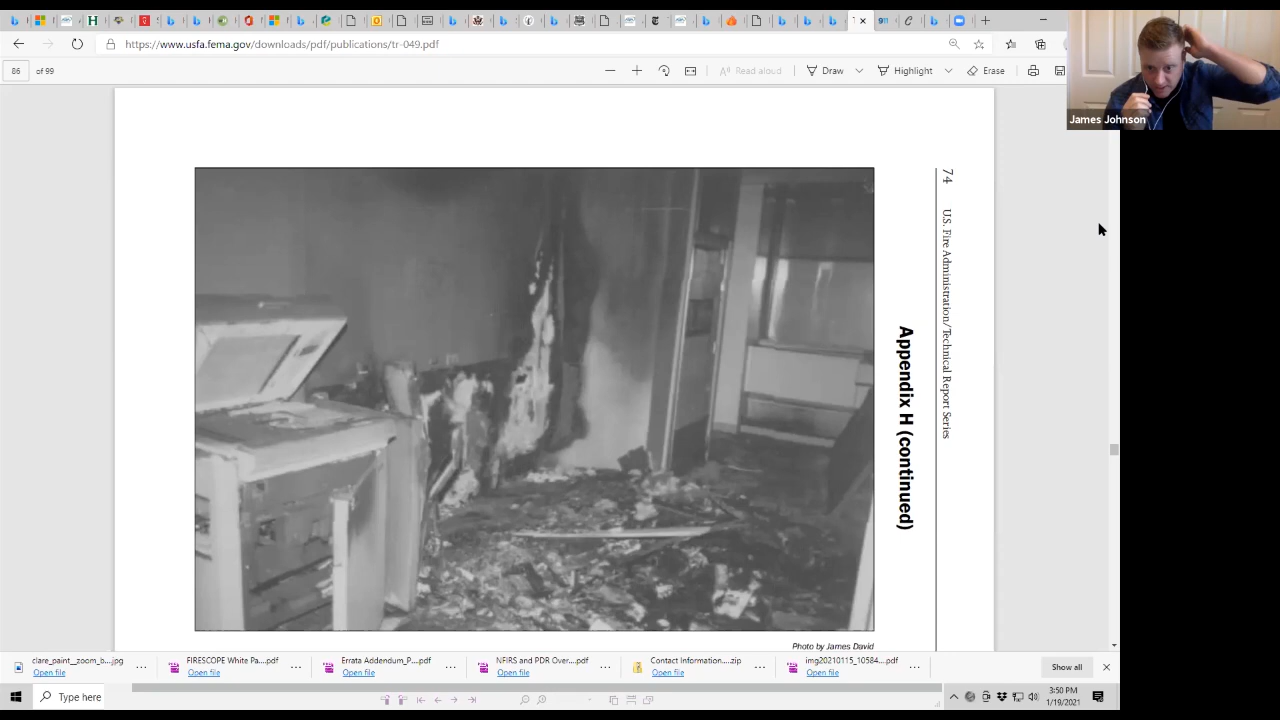 https://www.usfa.fema.gov/downloads/pdf/publications/tr-049.pdf
86 of 99
Read aloud
Draw
Highlight
Erase
James Johnson
74 U.S. Fire Administration/Technical Report Series
Appendix H (continued)
Photo by James David
clare_paint__zoom_b....jpg
Open file
FIRESCOPE White Pa....pdf
Open file
Errata Addendum_P....pdf
Open file
NFIRS and PDR Over....pdf
Open file
Contact Information....zip
Open file
img20210115_10584....pdf
Open file
Show all
Type here
3:50 PM
1/19/2021